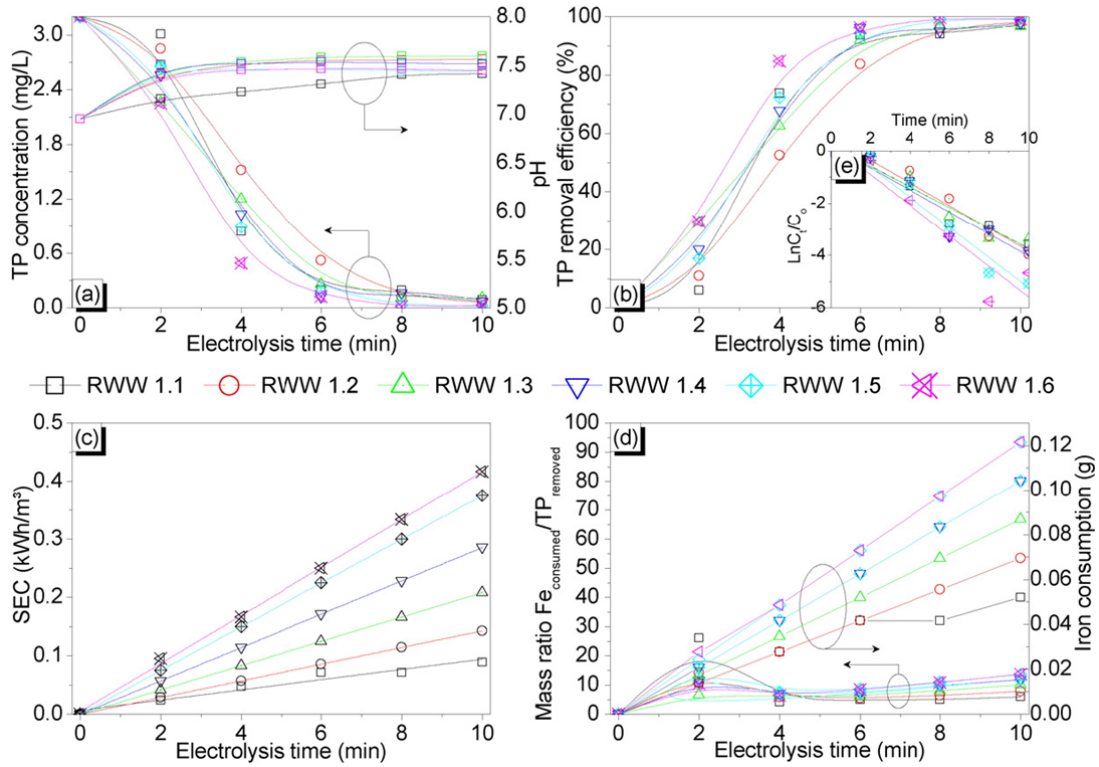 TP concentration (mg/L)
3.2
2.4
1.6
0.8
0.0
0 2 4 6 8 10
Electrolysis time (min)
(a)
8.0
7.5
7.0
6.5
6.0
5.5
5.0
pH
TP removal efficiency (%)
100
80
60
40
20
0
0 2 4 6 8 10
Electrolysis time (min)
(b)
Time (min)
0 2 4 6 8 10
(e)
LnCt/Co
0
-2
-4
-6
RWW 1.1 RWW 1.2 RWW 1.3 RWW 1.4 RWW 1.5 RWW 1.6
SEC (kWh/m³)
0.5
0.4
0.3
0.2
0.1
0.0
0 2 4 6 8 10
Electrolysis time (min)
(c)
Mass ratio Fe consumed/TP removed
100
90
80
70
60
50
40
30
20
10
0
0 2 4 6 8 10
Electrolysis time (min)
(d)
0.12
0.10
0.08
0.06
0.04
0.02
0.00
Iron consumption (g)